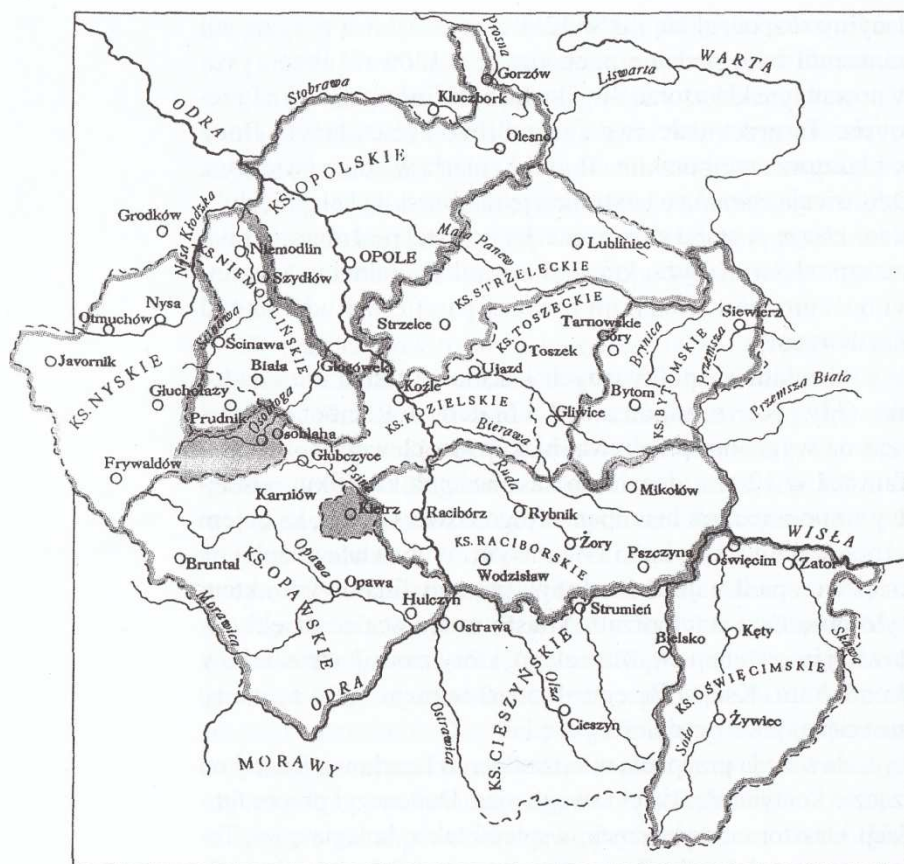 Prosna
Gorzów
WARTA
Liswarta
Stobrawa
Kluczbork
ODRA
Olesno
KS. OPOLSKIE
Grodków
Nysa Kłodzka
Niemodlin
Mała Panew
Lubliniec
OPOLE
KS. NIEMODLIŃSKIE
Szydłów
KS. STRZELECKIE
Nysa
Otmuchów
Strzelce
KS. TOSZECKIE
Tarnowskie
Góry
Siewierz
Ścinawa
Brynica
Przemsza
Javornik
Toszek
KS. NYSKIE
Biała
Głogówek
Ujazd
KS. BYTOMSKIE
Koźle
Bytom
Przemsza Biała
Głuchołazy
KS. KOZIELSKIE
Gliwice
Prudnik
Osobłoga
Bierawa
Osoblaha
Głubczyce
Frywałdów
Psina
Ruda
Mikołów
Karniów
Kietrz
Racibórz
Rybnik
KS. RACIBORSKIE
Żory
WISŁA
Opawa
Pszczyna
Oświęcim
Zator
Bruntal
KS. OPAWSKIE
Wodzisław
Opawa
Hulczyn
Strumień
Morawica
Ostrawa
Kęty
Bielsko
KS. OŚWIĘCIMSKIE
ODRA
KS. CIESZYŃSKIE
Olza
Cieszyn
Żywiec
Ostrawica
Soła
MORAWY